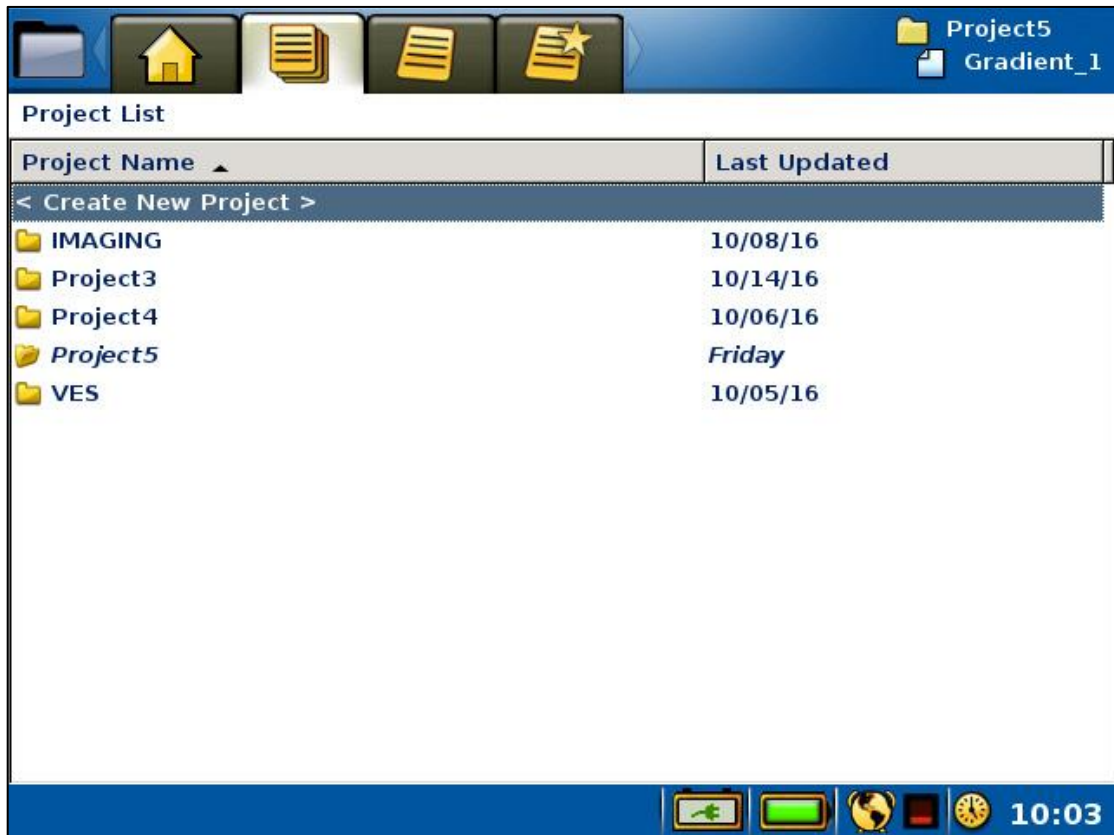 Project5
Gradient_1
Project List
Project Name Last Updated
< Create New Project >
IMAGING 10/08/16
Project3 10/14/16
Project4 10/06/16
Project5 Friday
VES 10/05/16
10:03